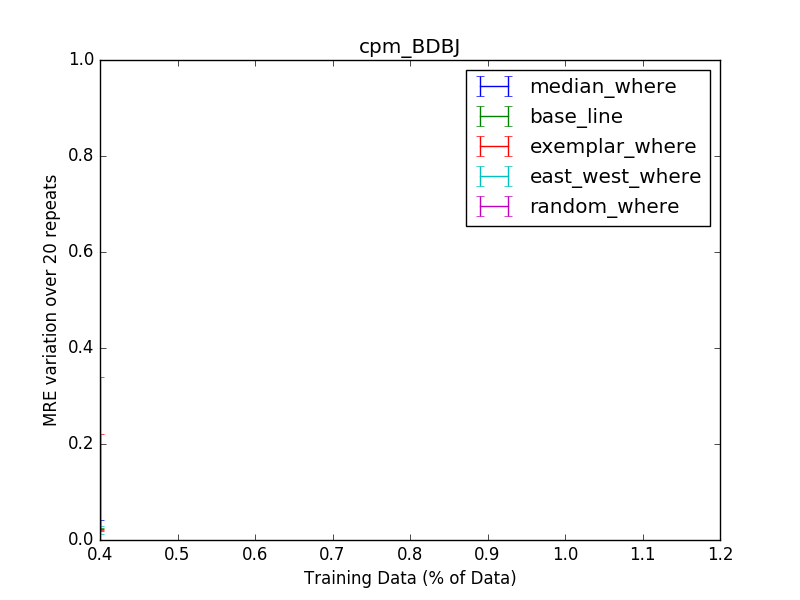 cpm_BDBJ
1.0
0.8
0.6
0.4
0.2
0.0
MRE variation over 20 repeats
median_where
base_line
exemplar_where
east_west_where
random_where
0.4 0.5 0.6 0.7 0.8 0.9 1.0 1.1 1.2
Training Data (% of Data)